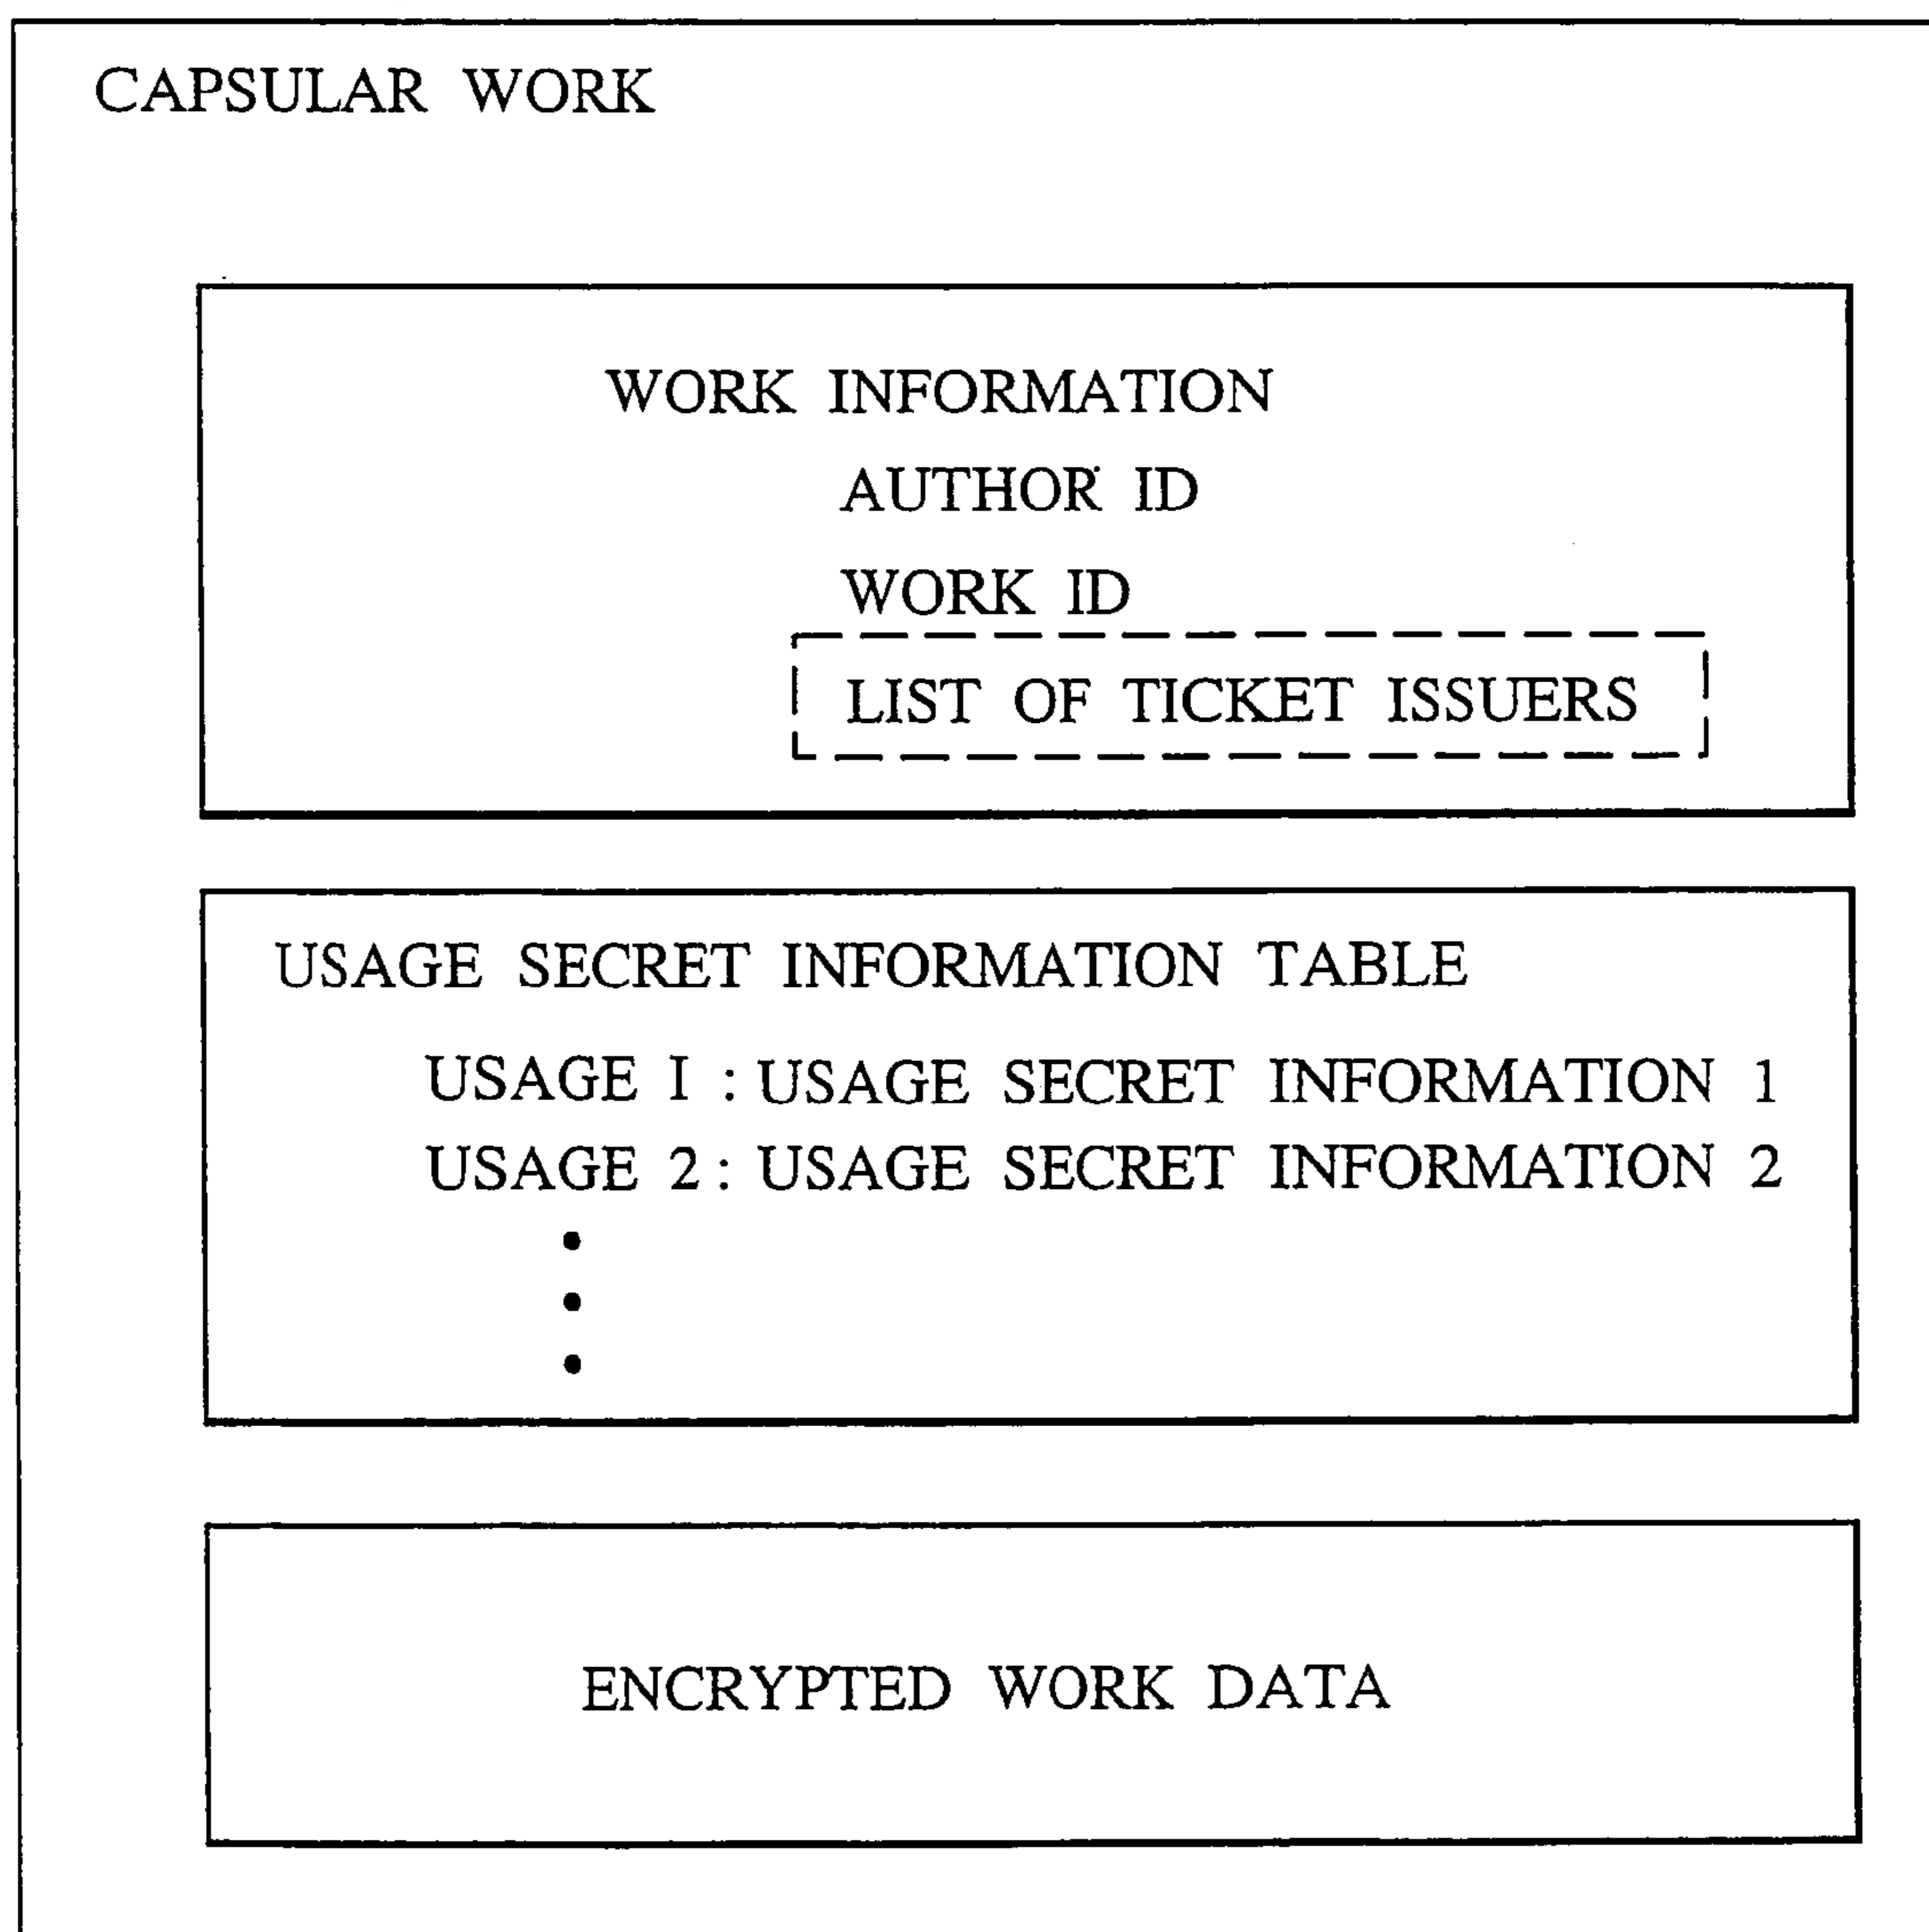 CAPSULAR WORK
WORK INFORMATION
AUTHOR ID
WORK ID
LIST OF TICKET ISSUERS
USAGE SECRET INFORMATION TABLE
USAGE 1 : USAGE SECRET INFORMATION 1
USAGE 2 : USAGE SECRET INFORMATION 2
ENCRYPTED WORK DATA